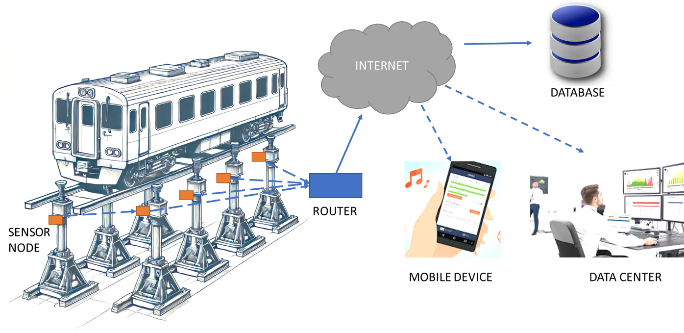 INTERNET
DATABASE
SENSOR
NODE
ROUTER
MOBILE DEVICE
DATA CENTER